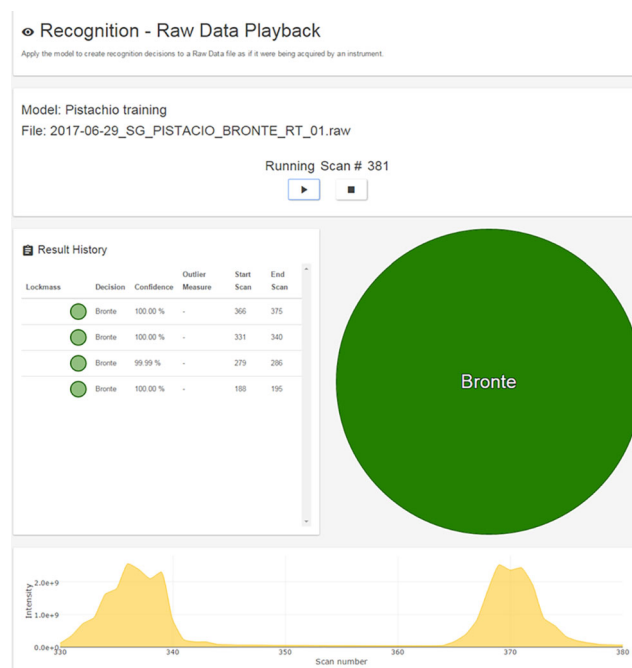 Recognition - Raw Data Playback
Apply the model to create recognition decisions to a Raw Data file as if it were being acquired by an instrument.
Model: Pistachio training
File: 2017-06-29_SG_PISTACIO_BRONTE_RT_01.raw
Running Scan # 381
Result History
Lockmass Decision Confidence Outlier Measure Start Scan End Scan
Bronte 100.00 % - 366 375
Bronte 100.00 % - 331 340
Bronte 99.99 % - 279 286
Bronte 100.00 % - 188 195
Bronte
Intensity
2.0e+9
1.0e+9
0.0e+0
330 340 350 360 370 380
Scan number